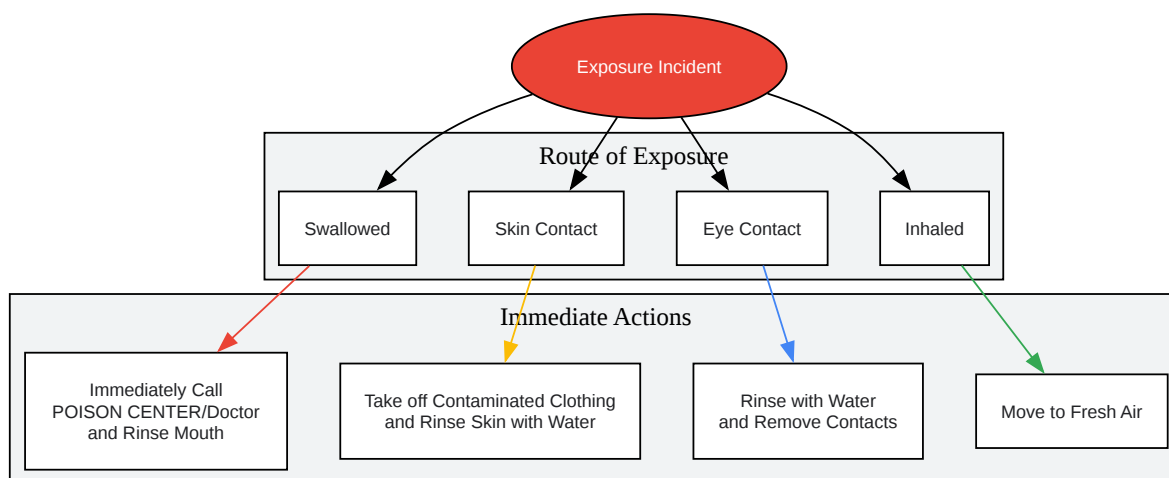 Exposure Incident
Route of Exposure
Swallowed
Skin Contact
Eye Contact
Inhaled
Immediate Actions
Immediately Call
POISON CENTER/Doctor
and Rinse Mouth
Take off Contaminated Clothing
and Rinse Skin with Water
Rinse with Water
and Remove Contacts
Move to Fresh Air